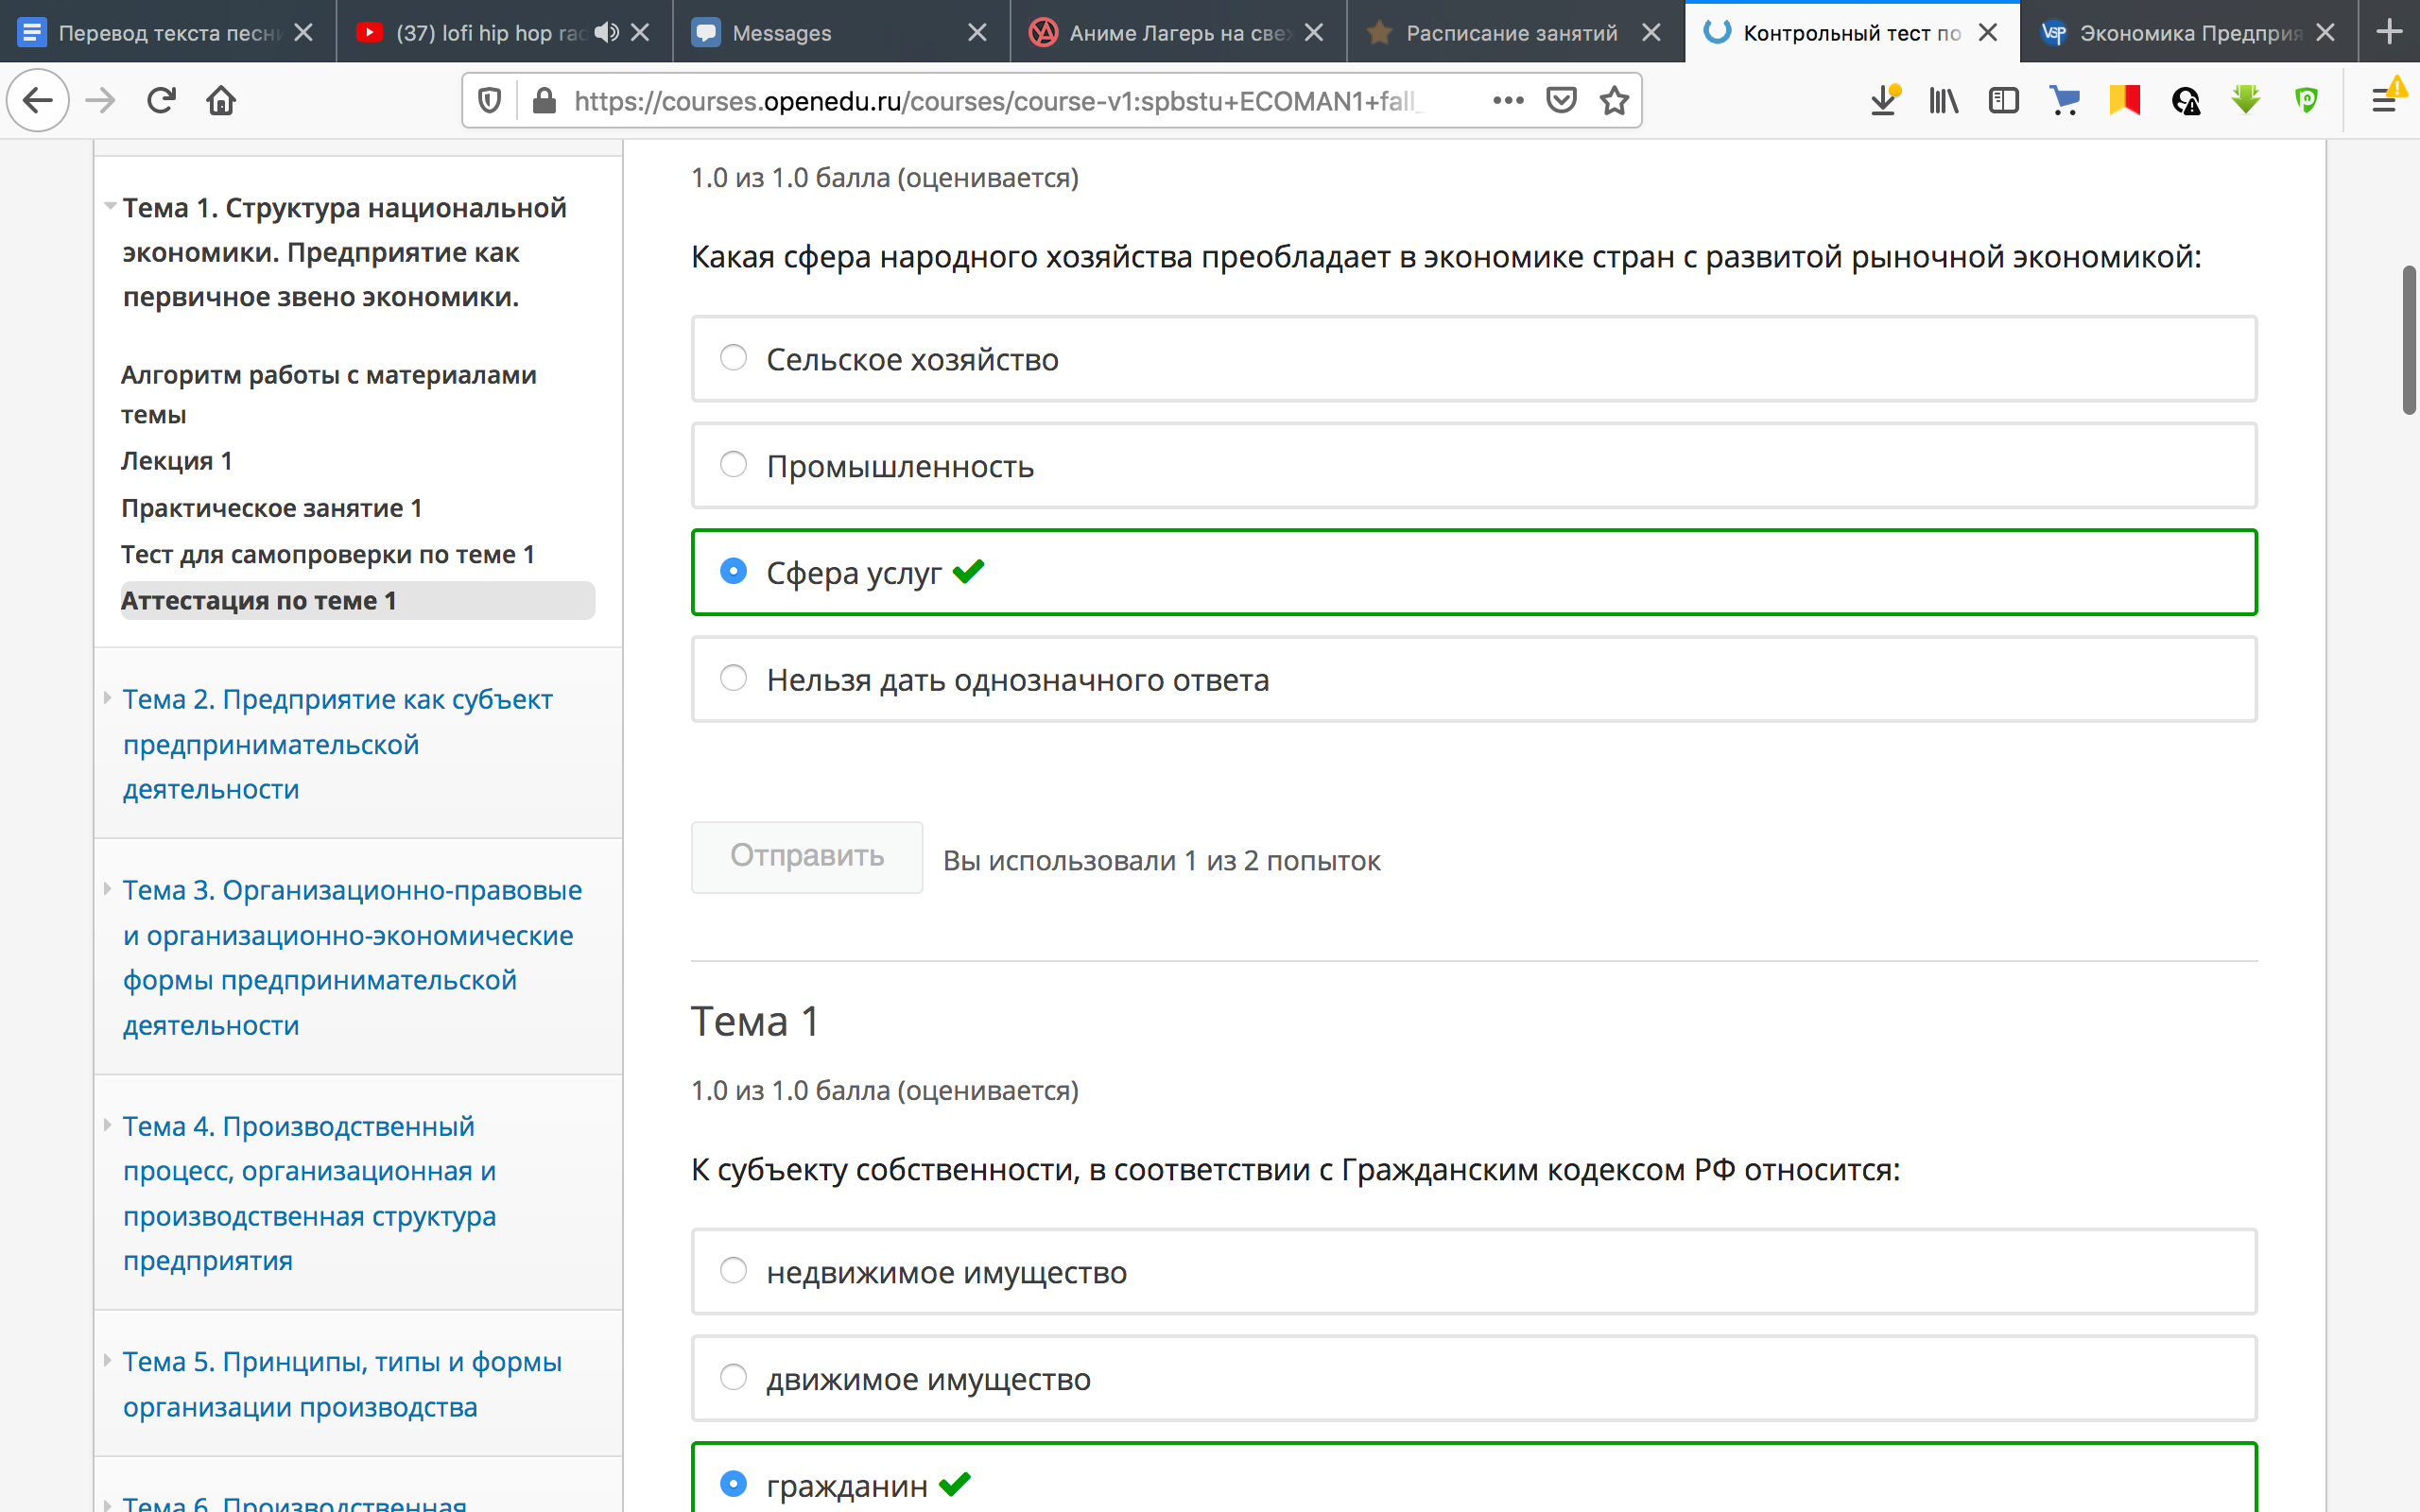 Перевод текста песни
(37) lofi hip hop rac
Messages
Аниме Лагерь на свеж
Расписание занятий
Контрольный тест по
Экономика Предприя
https://courses.openedu.ru/courses/course-v1:spbstu+ECOMAN1+fall_
Тема 1. Структура национальной
экономики. Предприятие как
первичное звено экономики.
Алгоритм работы с материалами
темы
Лекция 1
Практическое занятие 1
Тест для самопроверки по теме 1
Аттестация по теме 1
Тема 2. Предприятие как субъект
предпринимательской
деятельности
Тема 3. Организационно-правовые
и организационно-экономические
формы предпринимательской
деятельности
Тема 4. Производственный
процесс, организационная и
производственная структура
предприятия
Тема 5. Принципы, типы и формы
организации производства
Тема 6. Производственная
1.0 из 1.0 балла (оценивается)
Какая сфера народного хозяйства преобладает в экономике стран с развитой рыночной экономикой:
Сельское хозяйство
Промышленность
Сфера услуг
Нельзя дать однозначного ответа
Отправить
Вы использовали 1 из 2 попыток
Тема 1
1.0 из 1.0 балла (оценивается)
К субъекту собственности, в соответствии с Гражданским кодексом РФ относится:
недвижимое имущество
движимое имущество
гражданин